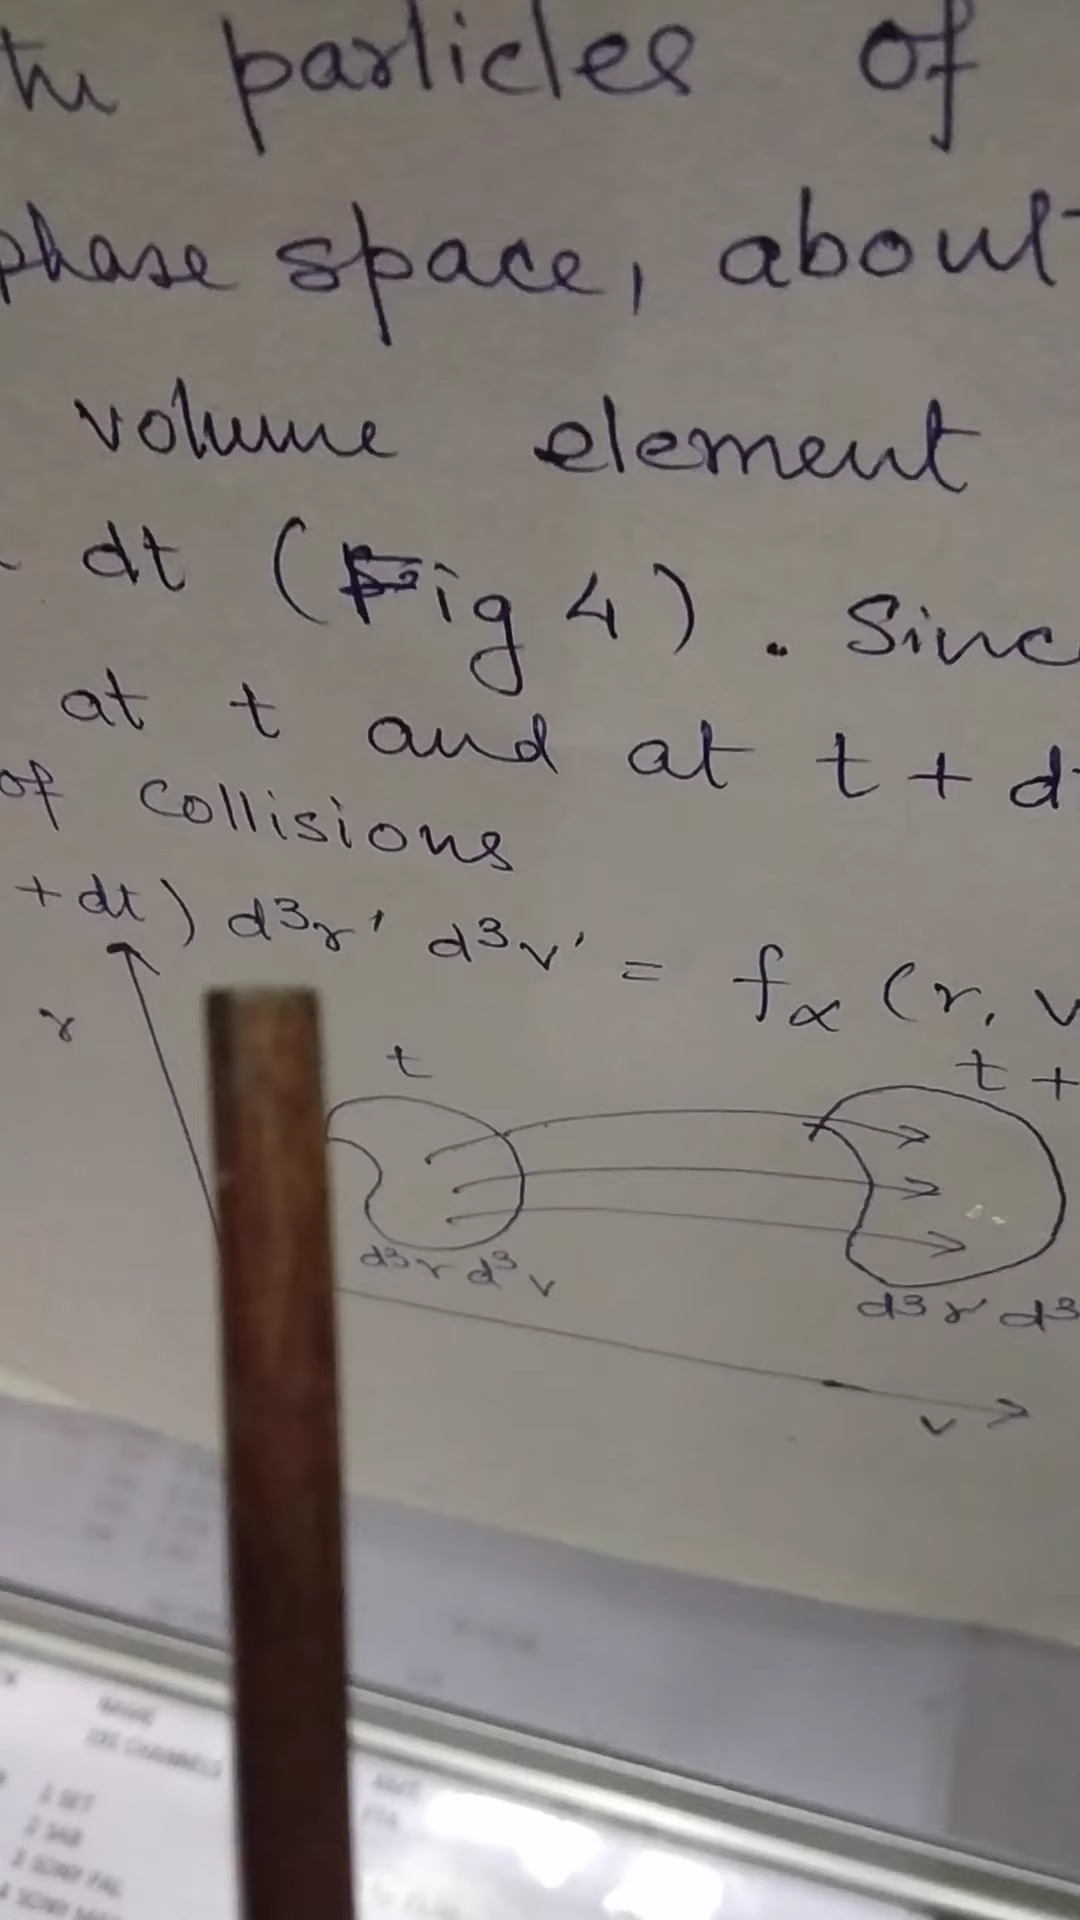 particles of
phase space, about
volume element
dt (Fig 4). Sinc
at t and at t + d
of collisions
+ dt) d³r' d³v' = fα (r, v
r
t
t +
d³r d³v
d³r' d³
v